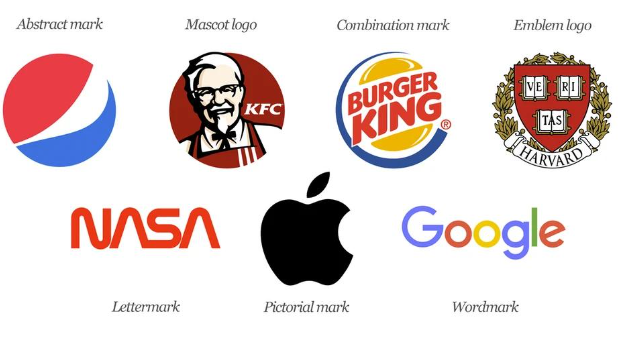 Abstract mark
Mascot logo
Combination mark
Emblem logo
KFC
BURGER
KING
®
VE RI
TAS
HARVARD
NASA
Google
Lettermark
Pictorial mark
Wordmark